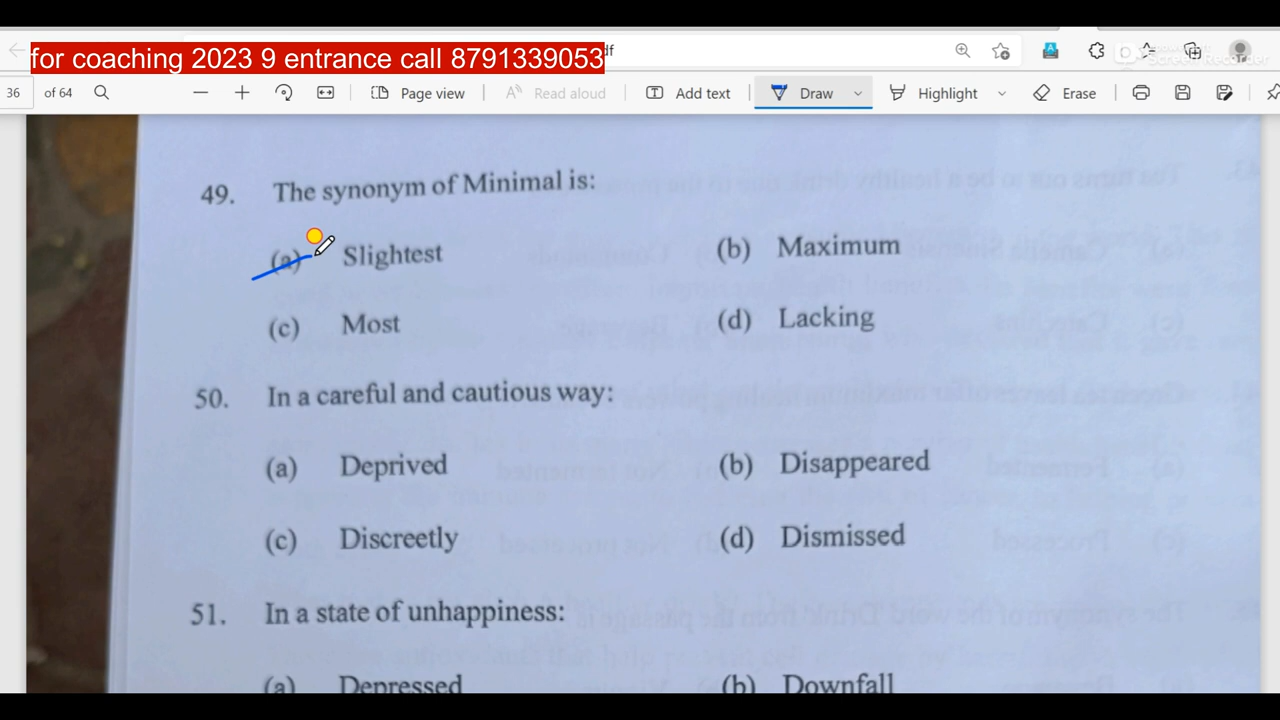 for coaching 2023 9 entrance call 8791339053
df
36 of 64 Page view Read aloud Add text Draw Highlight Erase
49. The synonym of Minimal is:
(a) Slightest (b) Maximum
(c) Most (d) Lacking
50. In a careful and cautious way:
(a) Deprived (b) Disappeared
(c) Discreetly (d) Dismissed
51. In a state of unhappiness:
(a) Depressed (b) Downfall